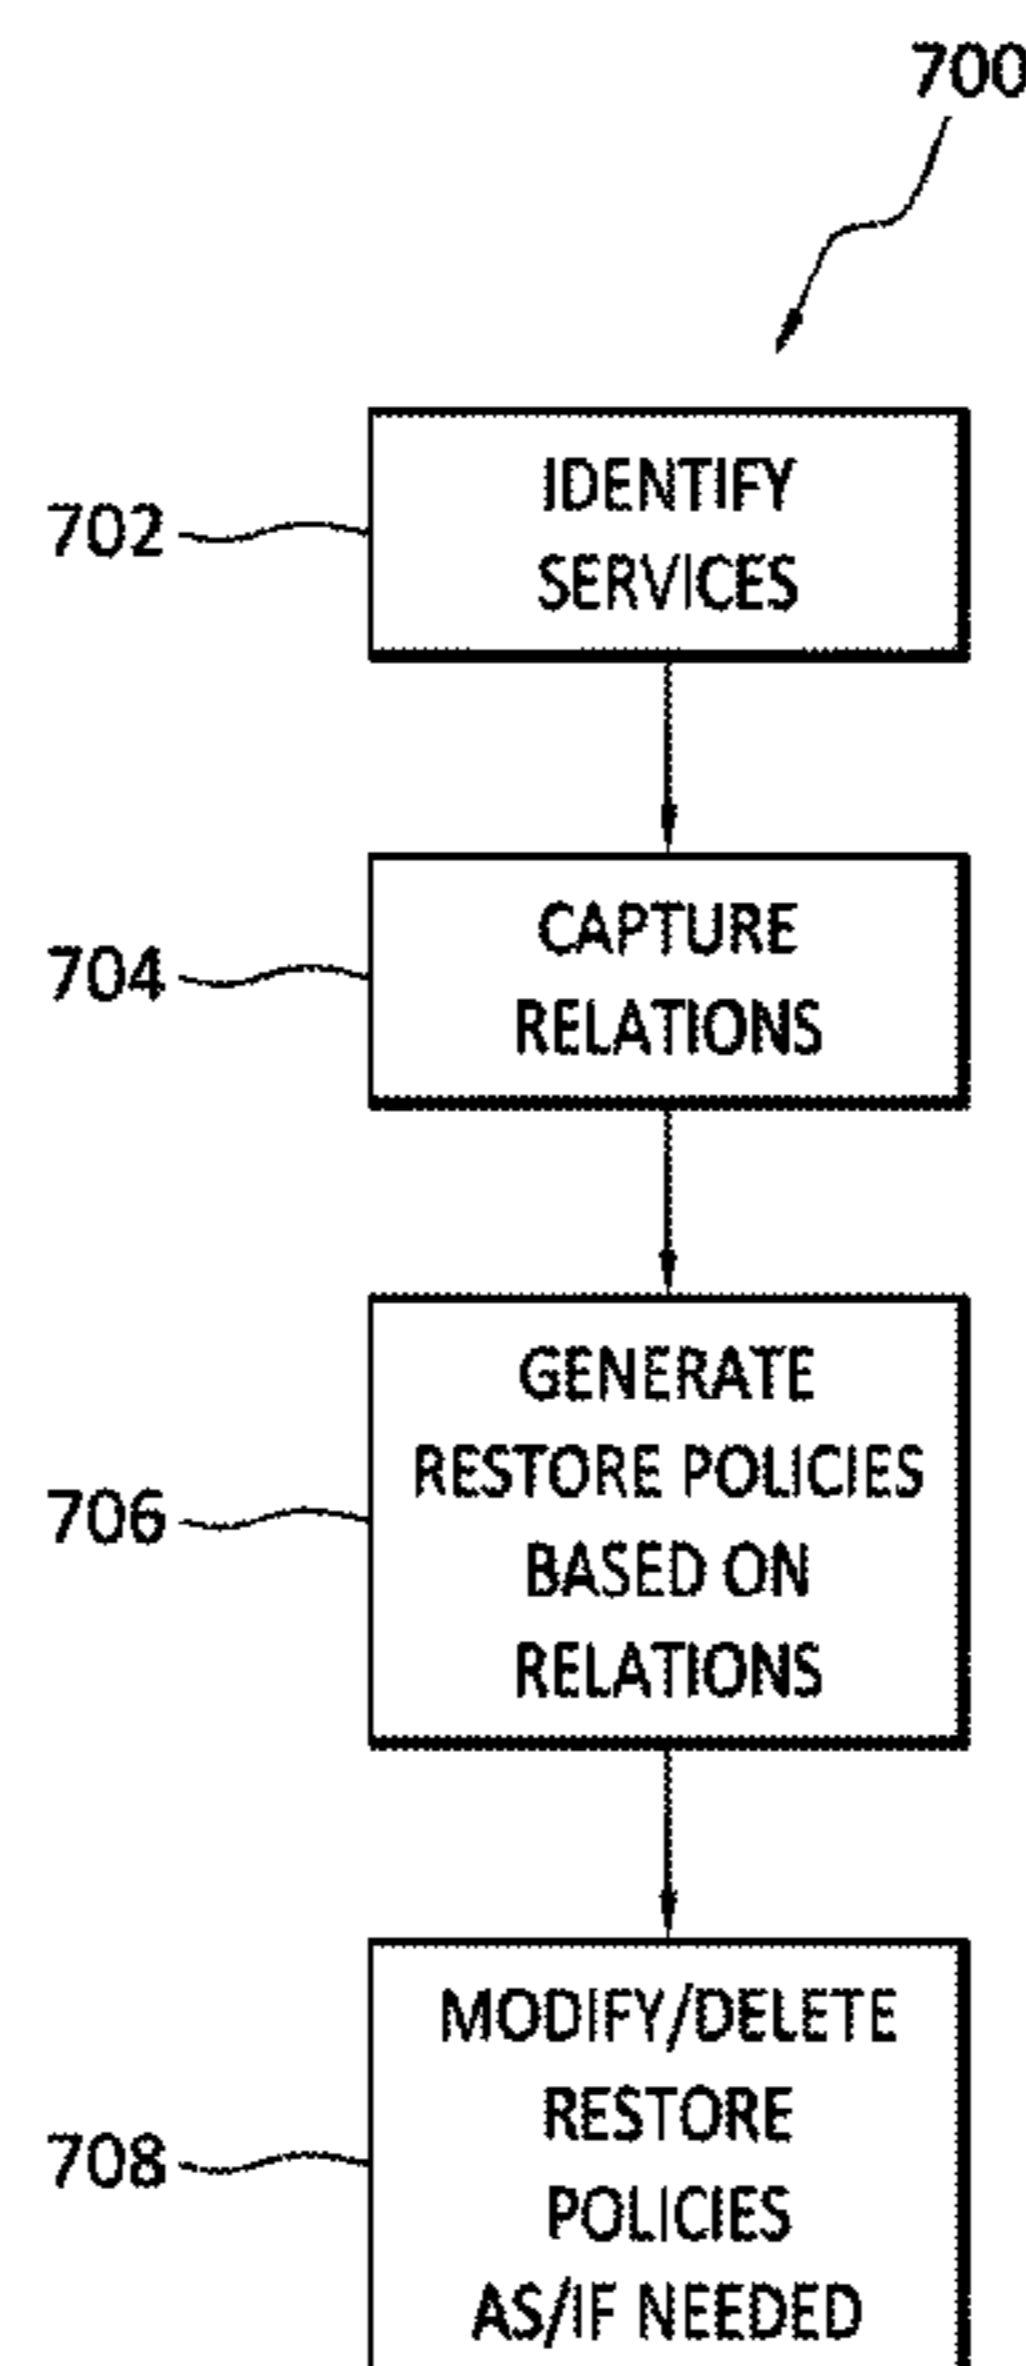 700
702
IDENTIFY
SERVICES
704
CAPTURE
RELATIONS
706
GENERATE
RESTORE POLICIES
BASED ON
RELATIONS
708
MODIFY/DELETE
RESTORE
POLICIES
AS/IF NEEDED